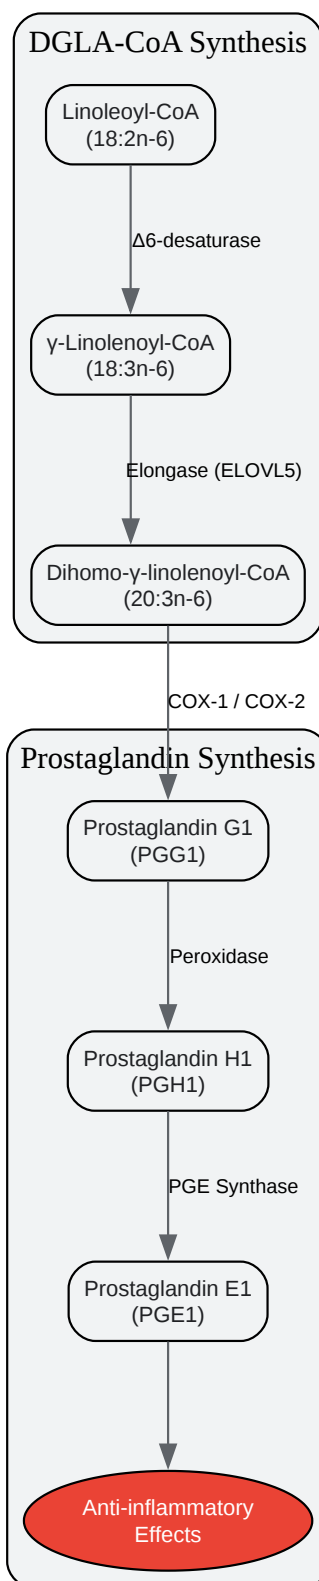 DGLA-CoA Synthesis
Linoleoyl-CoA
(18:2n-6)
Δ6-desaturase
γ-Linolenoyl-CoA
(18:3n-6)
Elongase (ELOVL5)
Dihomo-γ-linolenoyl-CoA
(20:3n-6)
COX-1 / COX-2
Prostaglandin Synthesis
Prostaglandin G1
(PGG1)
Peroxidase
Prostaglandin H1
(PGH1)
PGE Synthase
Prostaglandin E1
(PGE1)
Anti-inflammatory
Effects